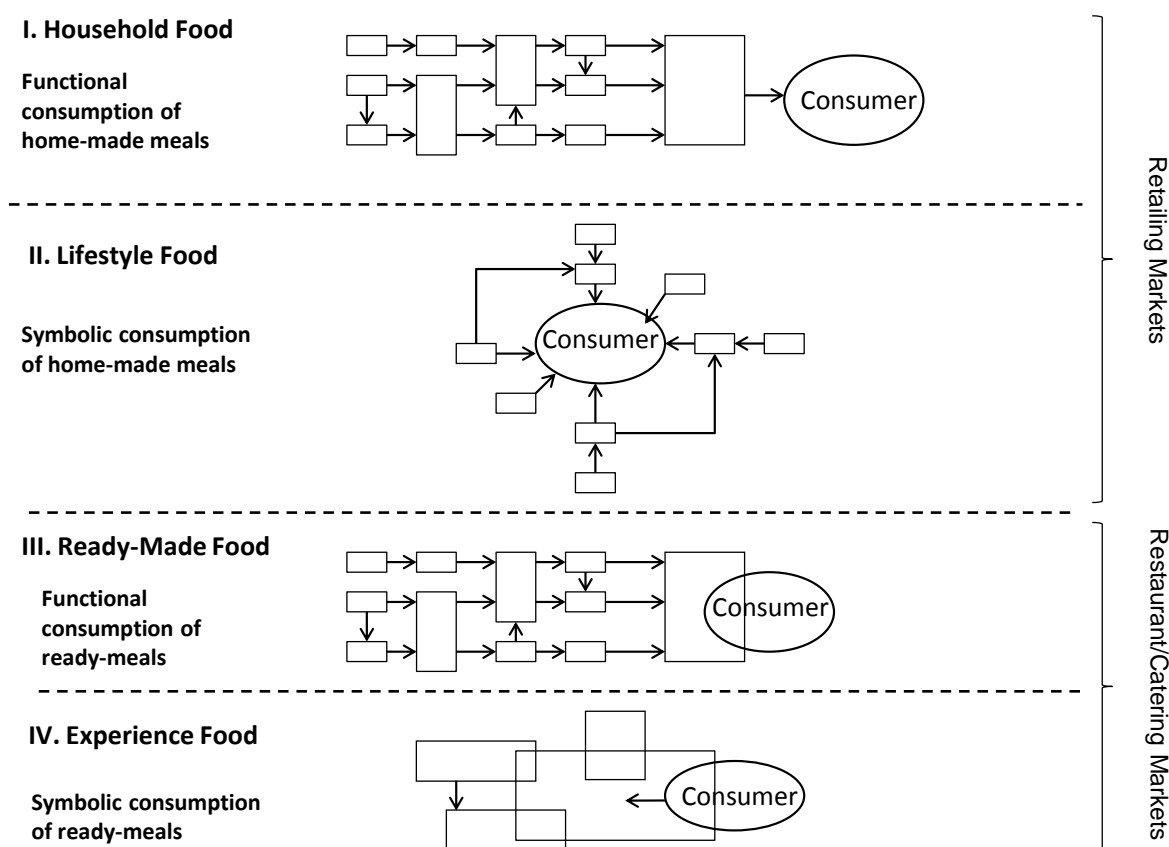 I. Household Food
Functional
consumption of
home-made meals
Consumer
II. Lifestyle Food
Symbolic consumption
of home-made meals
Consumer
Retailing Markets
III. Ready-Made Food
Functional
consumption of
ready-meals
Consumer
IV. Experience Food
Symbolic consumption
of ready-meals
Consumer
Restaurant/Catering Markets